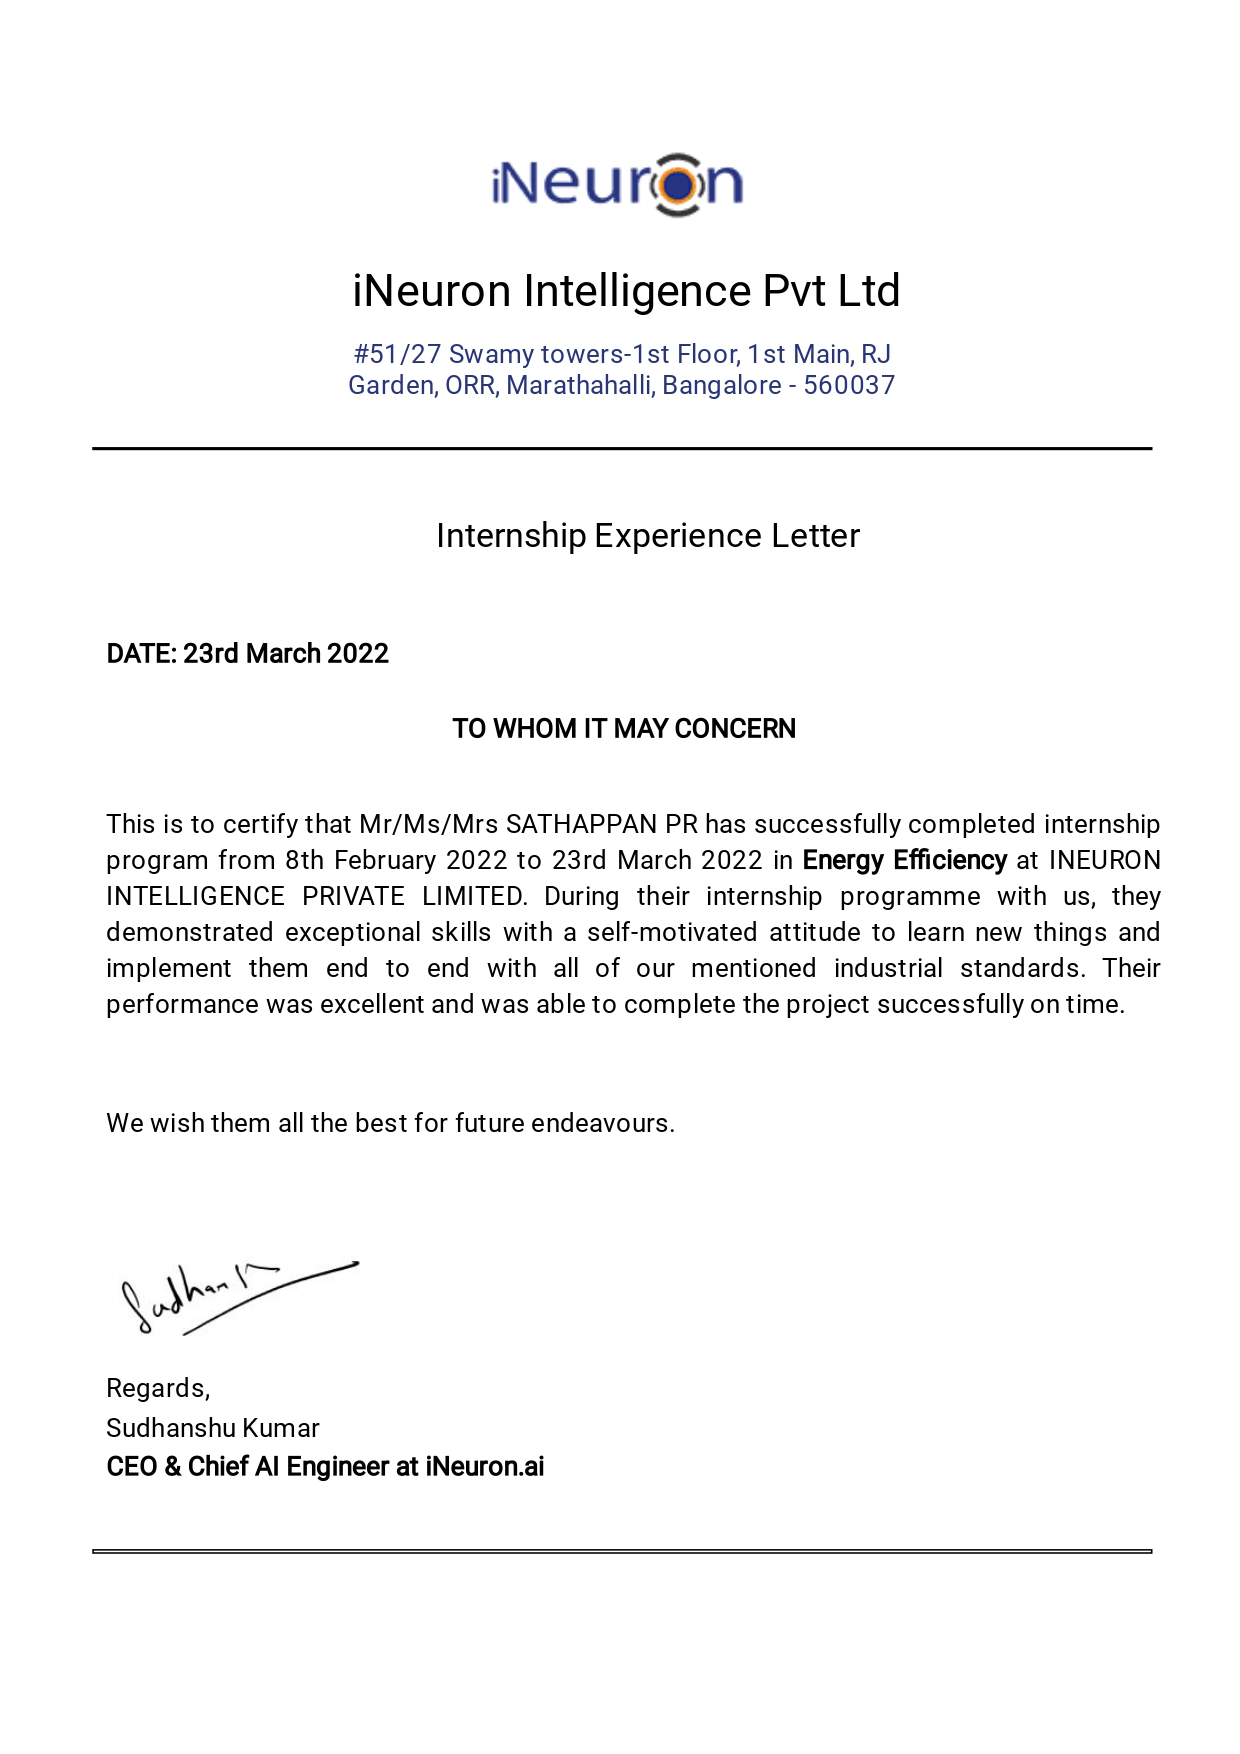 iNeuron
iNeuron Intelligence Pvt Ltd
#51/27 Swamy towers-1st Floor, 1st Main, RJ
Garden, ORR, Marathahalli, Bangalore - 560037
Internship Experience Letter
DATE: 23rd March 2022
TO WHOM IT MAY CONCERN
This is to certify that Mr/Ms/Mrs SATHAPPAN PR has successfully completed internship
program from 8th February 2022 to 23rd March 2022 in Energy Efficiency at INEURON
INTELLIGENCE PRIVATE LIMITED. During their internship programme with us, they
demonstrated exceptional skills with a self-motivated attitude to learn new things and
implement them end to end with all of our mentioned industrial standards. Their
performance was excellent and was able to complete the project successfully on time.
We wish them all the best for future endeavours.
Sudhan K
Regards,
Sudhanshu Kumar
CEO & Chief AI Engineer at iNeuron.ai